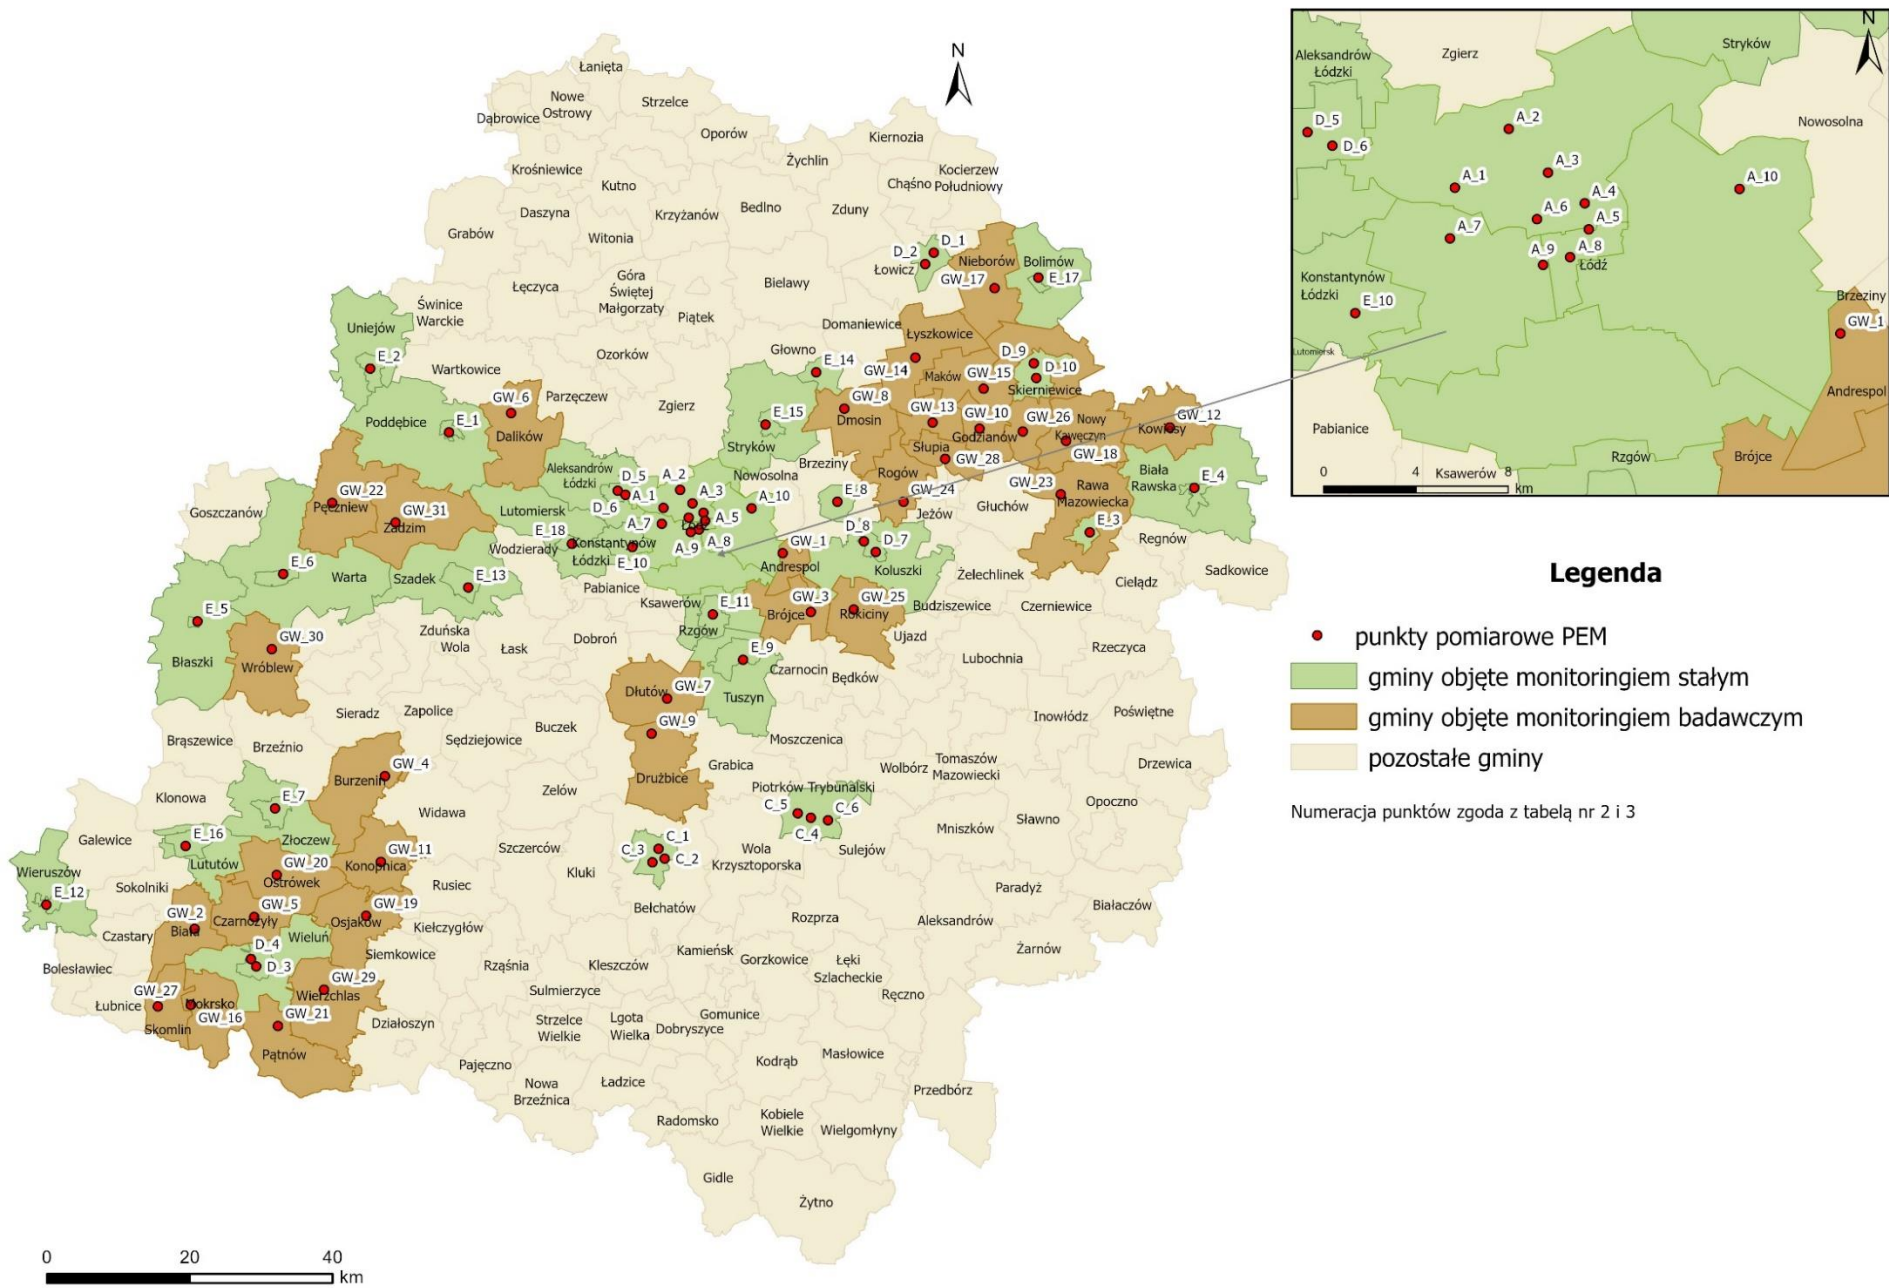 N
Łanięta
Nowe
Ostrowy
Strzelce
Dąbrowice
Oporów
Kiernozia
Żychlin
Krośniewice
Kutno
Chąśno
Kocierzew
Południowy
Daszyna
Krzyżanów
Bedlno
Zduny
Grabów
Witonia
D_1
D_2
Łowicz
Nieborów
Bolimów
GW_17
E_17
Góra
Świętej
Małgorzaty
Łęczyca
Bielawy
Świnice
Warckie
Piątek
Domaniewice
Uniejów
Łyszkowice
E_2
Ozorków
Głowno
E_14
D_9
Wartkowice
GW_14
Maków
GW_15
D_10
Skierniewice
Parzęczew
Zgierz
GW_6
GW_8
Poddębice
E_1
E_15
Dmosin
GW_13
GW_10
GW_26
Nowy
Kawęczyn
GW_12
Kowiesy
Dalików
Stryków
Słupia
Godzianów
GW_18
GW_28
Brzeziny
Rogów
Aleksandrów
Łódzki
D_5
A_2
Nowosolna
Biała
Rawska
E_4
GW_22
Pęczniew
D_6
A_1
A_3
A_10
E_8
GW_24
GW_23
Rawa
Mazowiecka
Goszczanów
GW_31
Zadzim
Lutomiersk
Jeżów
Głuchów
A_7
A_5
D_8
E_3
E_18
Wodzierady
Konstantynów
Łódzki
A_9
A_8
D_7
Regnów
E_10
GW_1
E_6
Warta
Szadek
E_13
Andrespol
Koluszki
Żelechlinek
Sadkowice
Pabianice
Cielądz
E_5
Ksawerów
E_11
GW_3
GW_25
Budziszewice
Czerniewice
Brójce
Rokiciny
GW_30
Zduńska
Wola
Dobroń
Rzgów
Ujazd
Błaszki
Wróblew
Łask
E_9
Czarnocin
Lubochnia
Rzeczyca
Będków
Dłutów
GW_7
Tuszyn
Sieradz
Zapolice
GW_9
Inowłódz
Poświętne
Buczek
Brąszewice
Brzeźnio
Sędziejowice
Moszczenica
GW_4
Burzenin
Grabica
Wolbórz
Tomaszów
Mazowiecki
Drzewica
Drużbice
Klonowa
E_7
Zelów
Piotrków Trybunalski
Widawa
C_5
C_6
Opoczno
Galewice
E_16
Złoczew
C_4
Sławno
Mniszków
C_1
C_3
C_2
Lututów
GW_20
GW_11
Szczerców
Wola
Krzysztoporska
Sulejów
Wieruszów
Konopnica
Ostrówek
Kluki
E_12
Sokolniki
Rusiec
Paradyż
GW_2
GW_5
GW_19
Białaczów
Bełchatów
Czarnożyły
Osjaków
Rozprza
Aleksandrów
Biała
Kiełczygłów
Czastary
D_4
Wieluń
Siemkowice
Kamieńsk
Żarnów
D_3
Gorzkowice
Bolesławiec
Rząśnia
Kleszczów
Łęki
Szlacheckie
GW_29
GW_27
Wierzchlas
Sulmierzyce
Ręczno
Łubnice
Mokrsko
GW_16
GW_21
Skomlin
Działoszyn
Strzelce
Wielkie
Lgota
Wielka
Gomunice
Dobryszyce
Pątnów
Masłowice
Pajęczno
Kodrąb
Ładzice
Nowa
Brzeźnica
Przedbórz
Radomsko
Kobiele
Wielkie
Wielgomłyny
Gidle
Żytno
0 20 40
km
N
Aleksandrów
Łódzki
Zgierz
Stryków
D_5
A_2
Nowosolna
D_6
A_3
A_1
A_10
A_4
A_6
A_5
A_7
A_9
A_8
Łódź
Konstantynów
Łódzki
Brzeziny
E_10
GW_1
Lutomiersk
Andrespol
Pabianice
Rzgów
Brójce
Ksawerów
0 4 8
km
Legenda
punkty pomiarowe PEM
gminy objęte monitoringiem stałym
gminy objęte monitoringiem badawczym
pozostałe gminy
Numeracja punktów zgoda z tabelą nr 2 i 3